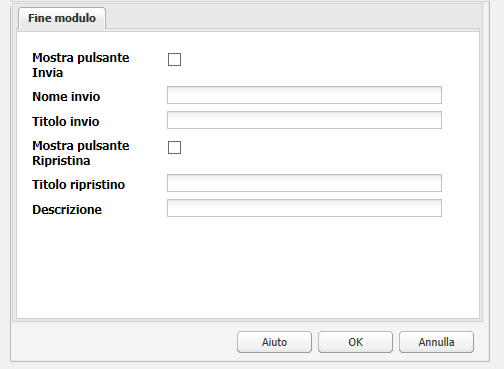 Fine modulo
Mostra pulsante
Invia
Nome invio
Titolo invio
Mostra pulsante
Ripristina
Titolo ripristino
Descrizione
Aiuto OK Annulla